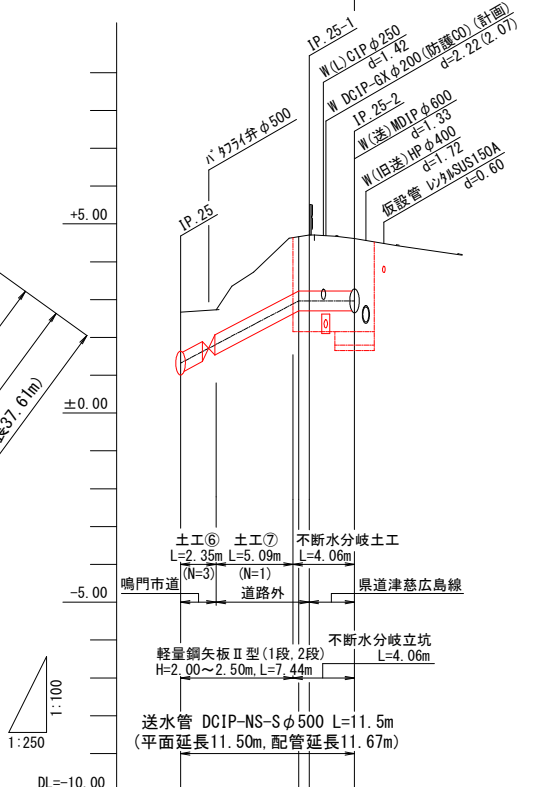 IP.25-1
W(L)CIPφ250
d=1.42
W DCIP-GXφ200(防護CO)(計画)
d=2.22(2.07)
IP.25-2
W(送)MDIPφ600
d=1.33
W(旧送)HPφ400
d=1.72
仮設管 ﾚﾝﾀﾙSUS150A
d=0.60
ﾊﾞﾀﾌﾗｲ弁φ500
IP.25
+5.00
37.61m)
±0.00
土工⑥ 土工⑦ 不断水分岐土工
L=2.35m L=5.09m L=4.06m
(N=3) (N=1)
鳴門市道 道路外 県道津慈広島線
-5.00
軽量鋼矢板Ⅱ型(1段,2段) 不断水分岐立坑
H=2.00～2.50m,L=7.44m L=4.06m
1:100
1:250
送水管 DCIP-NS-Sφ500 L=11.5m
(平面延長11.50m,配管延長11.67m)
DL=-10.00